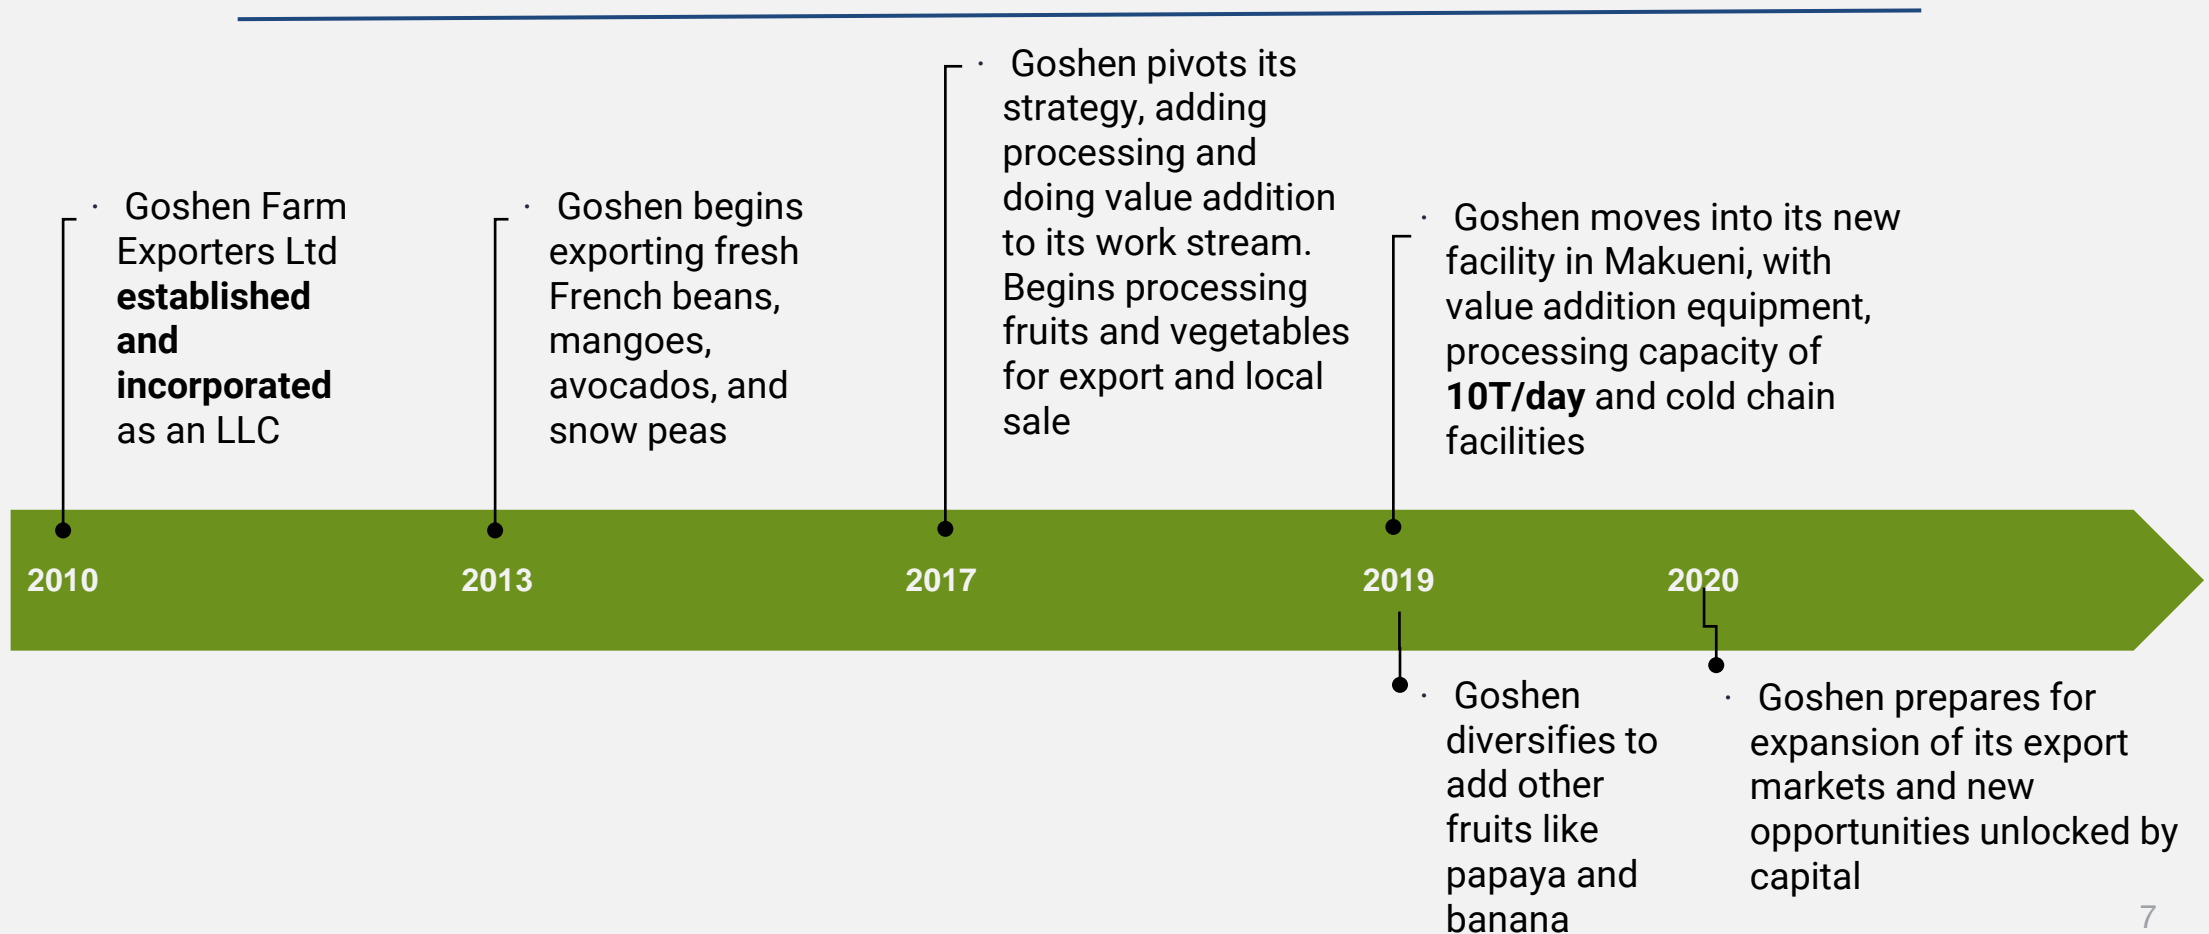 · Goshen Farm
Exporters Ltd
established
and
incorporated
as an LLC
· Goshen begins
exporting fresh
French beans,
mangoes,
avocados, and
snow peas
· Goshen pivots its
strategy, adding
processing and
doing value addition
to its work stream.
Begins processing
fruits and vegetables
for export and local
sale
· Goshen moves into its new
facility in Makueni, with
value addition equipment,
processing capacity of
10T/day and cold chain
facilities
2010
2013
2017
2019
2020
· Goshen
diversifies to
add other
fruits like
papaya and
banana
· Goshen prepares for
expansion of its export
markets and new
opportunities unlocked by
capital
7